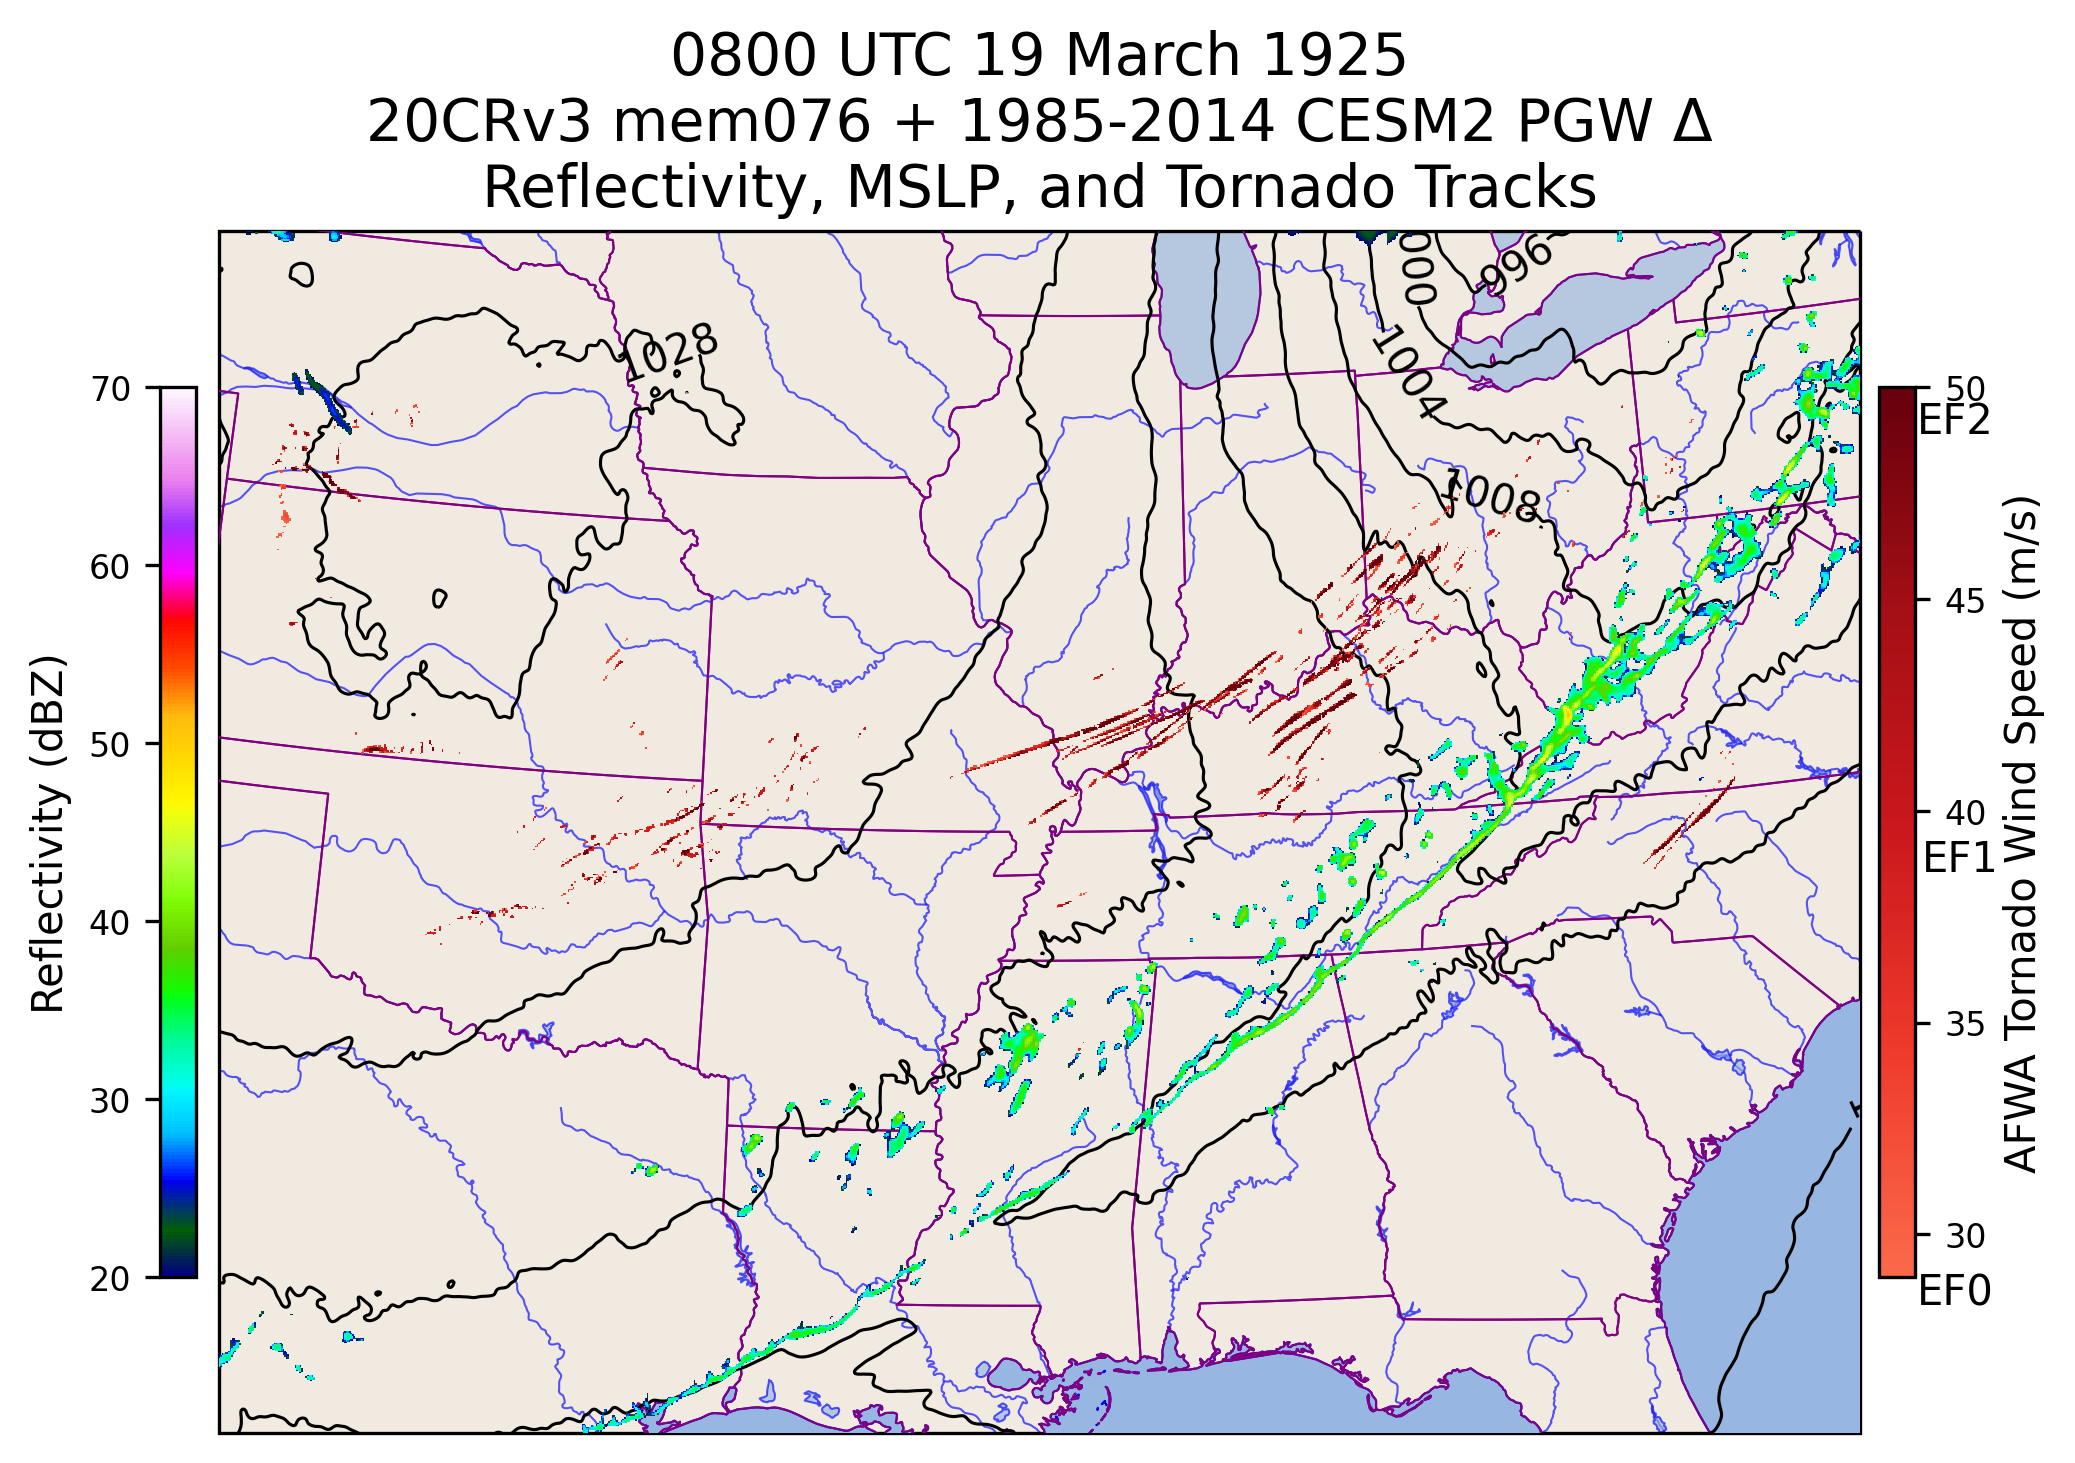 0800 UTC 19 March 1925
20CRv3 mem076 + 1985-2014 CESM2 PGW Δ
Reflectivity, MSLP, and Tornado Tracks
996
1004
1028
1008
70
60
50
40
30
20
Reflectivity (dBZ)
50
EF2
45
40
EF1
35
30
EF0
AFWA Tornado Wind Speed (m/s)